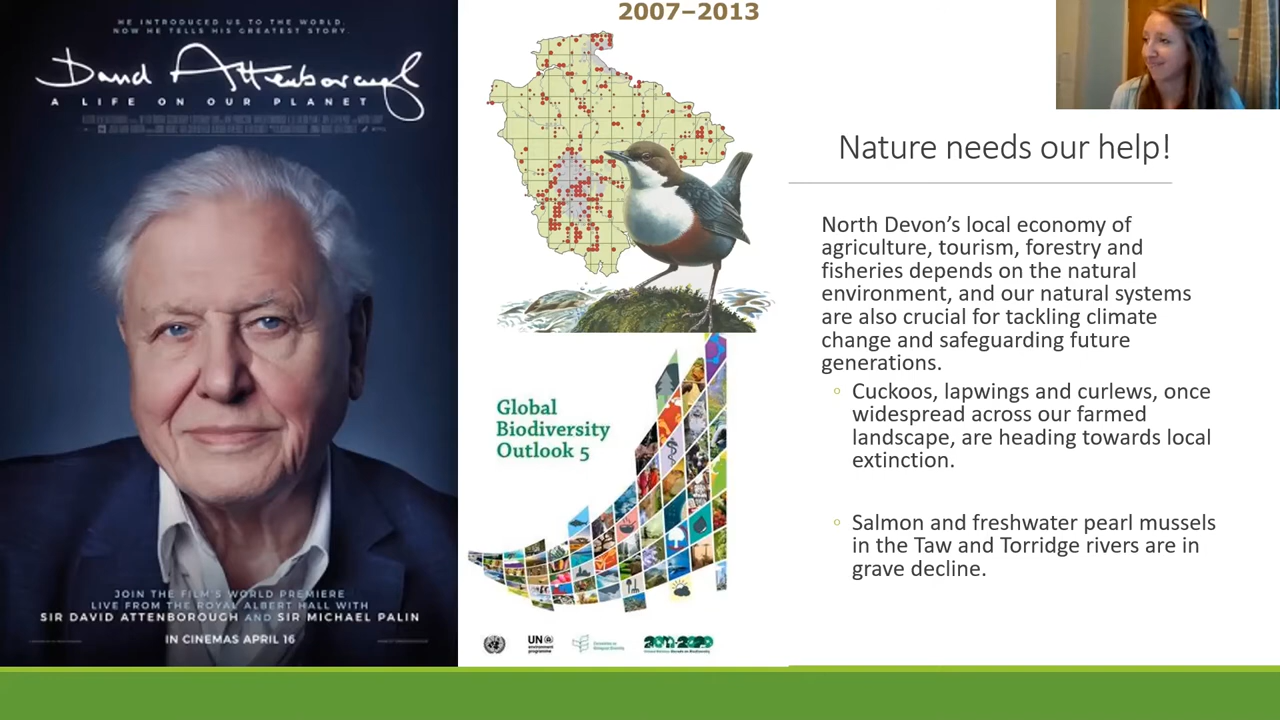 HE INTRODUCED US TO THE WORLD.
NOW HE TELLS HIS GREATEST STORY.
David Attenborough
A LIFE ON OUR PLANET
JOIN THE FILM'S WORLD PREMIERE
LIVE FROM THE ROYAL ALBERT HALL WITH
SIR DAVID ATTENBOROUGH AND SIR MICHAEL PALIN
IN CINEMAS APRIL 16
2007–2013
Global
Biodiversity
Outlook 5
UN
environment
programme
Nature needs our help!
North Devon's local economy of
agriculture, tourism, forestry and
fisheries depends on the natural
environment, and our natural systems
are also crucial for tackling climate
change and safeguarding future
generations.
Cuckoos, lapwings and curlews, once
widespread across our farmed
landscape, are heading towards local
extinction.
Salmon and freshwater pearl mussels
in the Taw and Torridge rivers are in
grave decline.